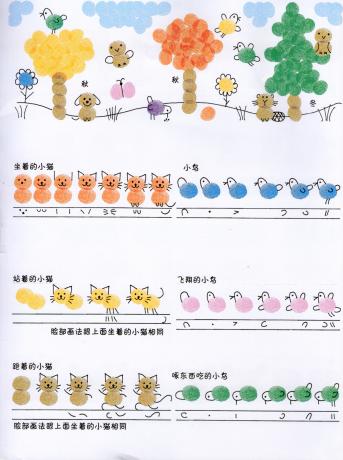 秋
秋
冬
坐着的小猫
小鸟
站着的小猫
飞翔的小鸟
脸部画法跟上面坐着的小猫相同
蹲着的小猫
啄东西吃的小鸟
脸部画法跟上面坐着的小猫相同